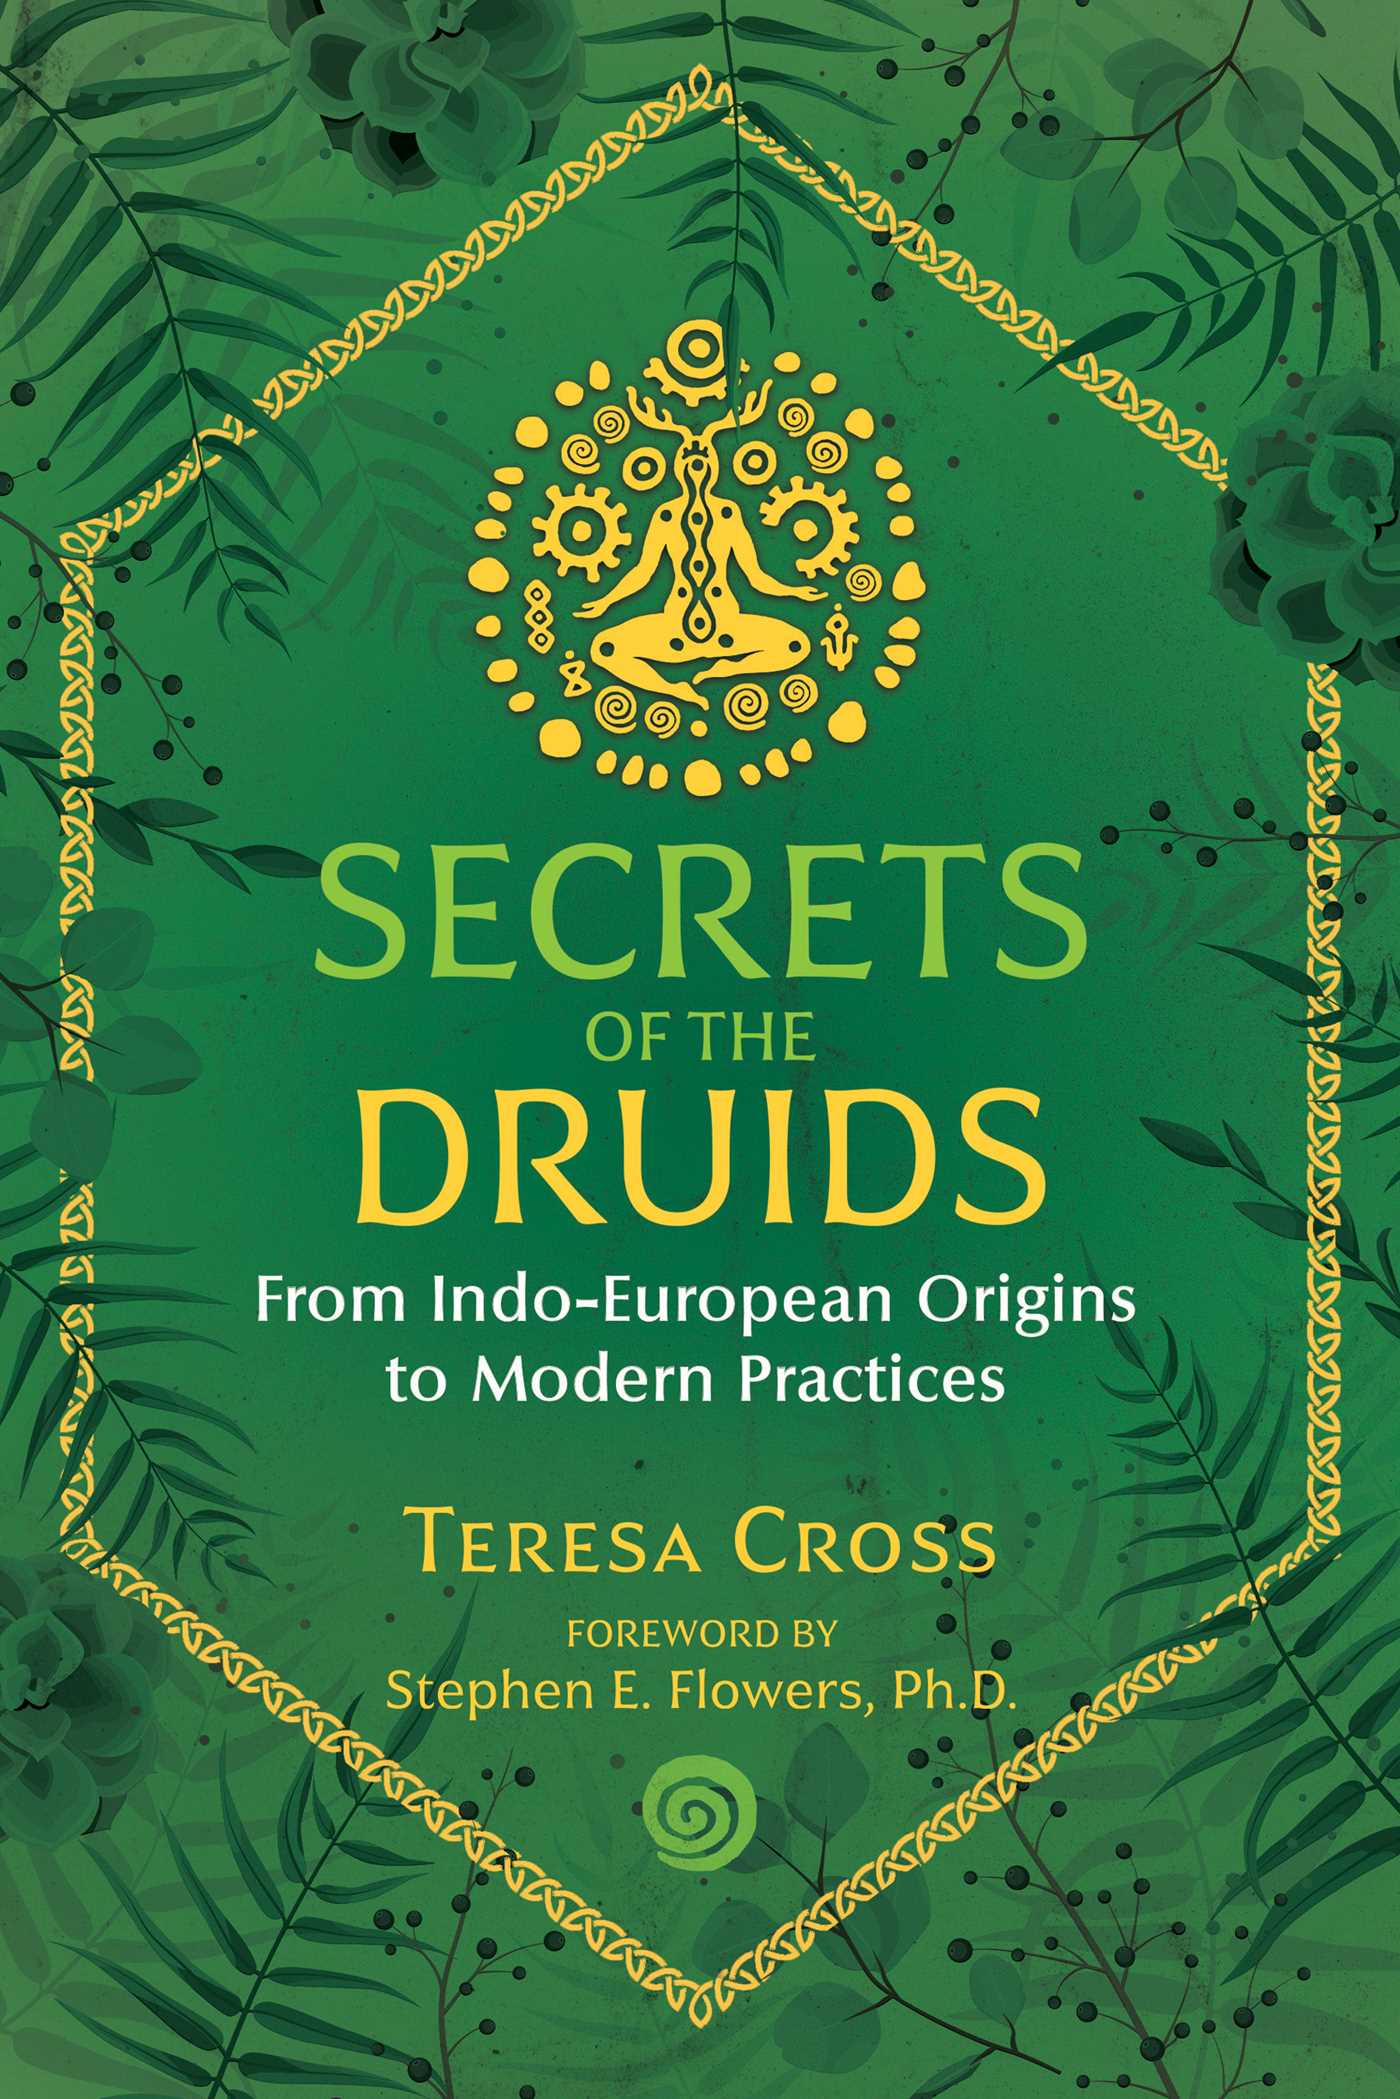 SECRETS
OF THE
DRUIDS
From Indo-European Origins
to Modern Practices
TERESA CROSS
FOREWORD BY
Stephen E. Flowers, Ph.D.